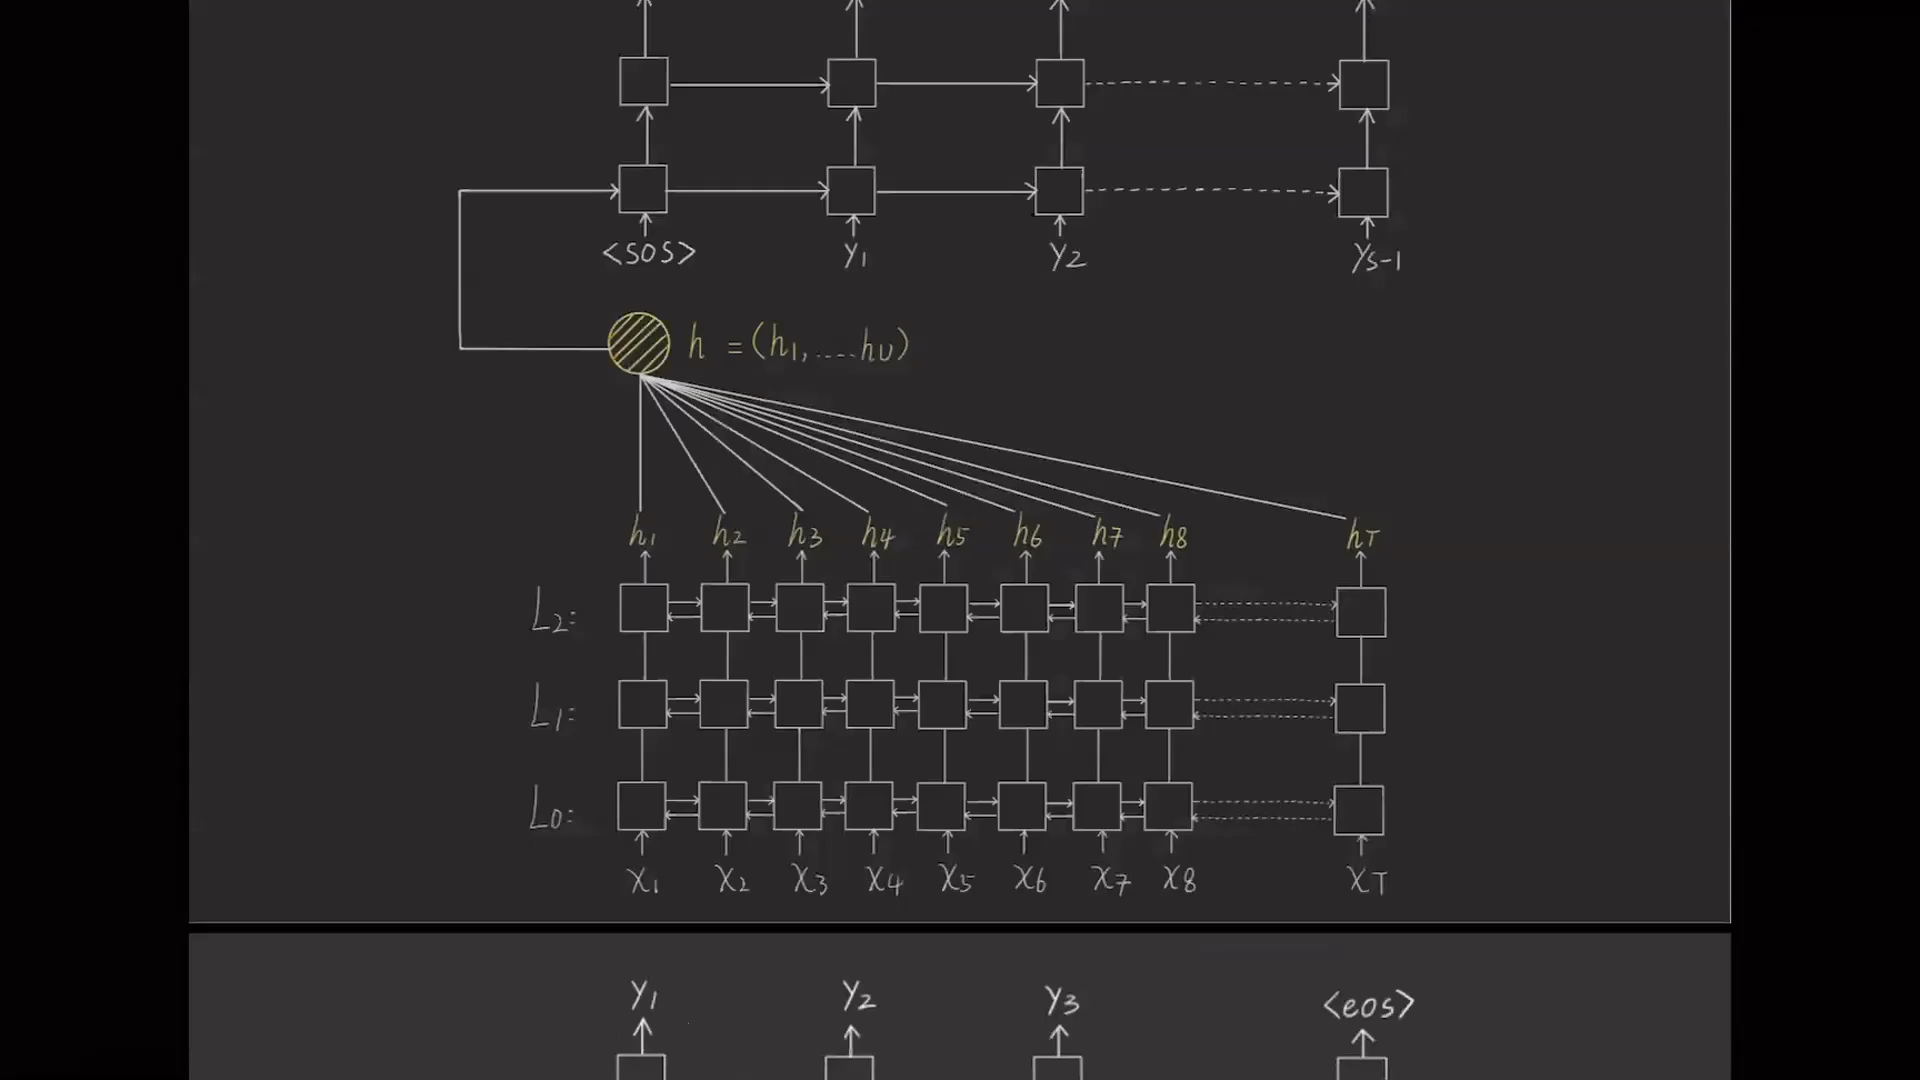 <sos> y1 y2 ys-1
h = (h1,....hU)
h1 h2 h3 h4 h5 h6 h7 h8 hT
L2:
L1:
L0:
x1 x2 x3 x4 x5 x6 x7 x8 xT
y1 y2 y3 <eos>